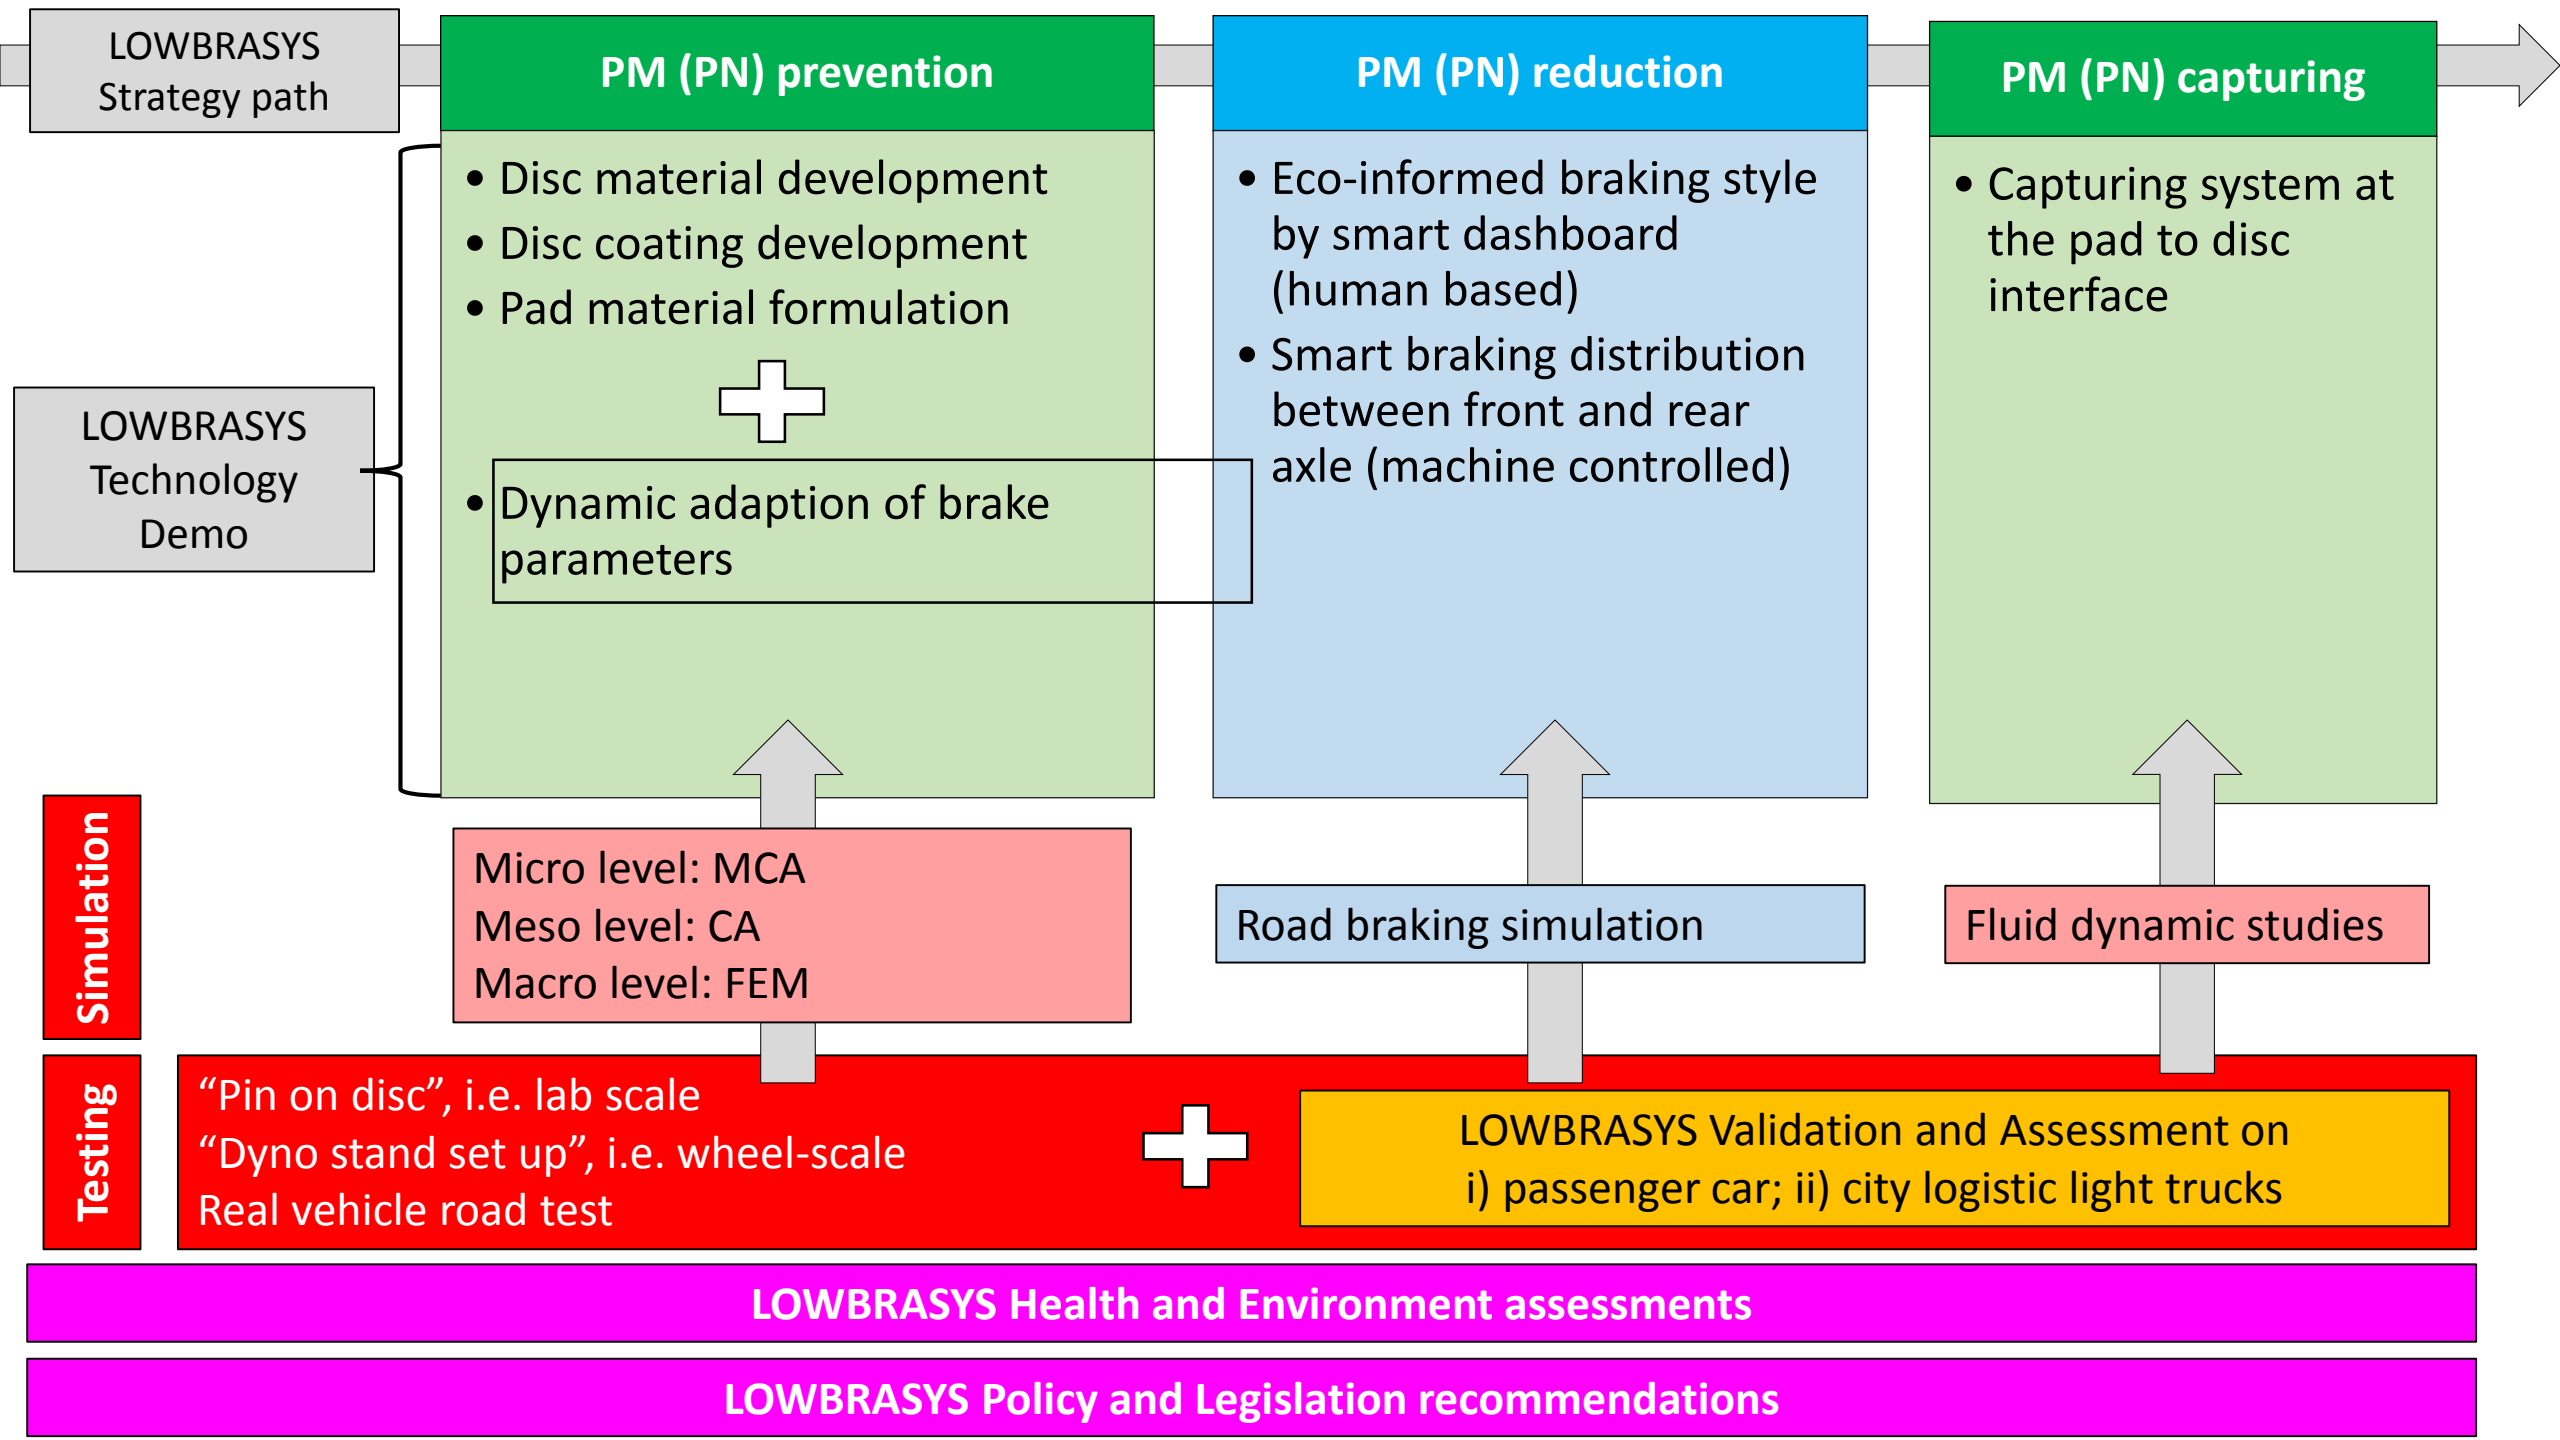 LOWBRASYS
Strategy path
PM (PN) prevention
PM (PN) reduction
PM (PN) capturing
LOWBRASYS
Technology
Demo
• Disc material development
• Disc coating development
• Pad material formulation
• Dynamic adaption of brake
parameters
• Eco-informed braking style
by smart dashboard
(human based)
• Smart braking distribution
between front and rear
axle (machine controlled)
• Capturing system at
the pad to disc
interface
Simulation
Micro level: MCA
Meso level: CA
Macro level: FEM
Road braking simulation
Fluid dynamic studies
Testing
“Pin on disc”, i.e. lab scale
“Dyno stand set up”, i.e. wheel-scale
Real vehicle road test
LOWBRASYS Validation and Assessment on
i) passenger car; ii) city logistic light trucks
LOWBRASYS Health and Environment assessments
LOWBRASYS Policy and Legislation recommendations